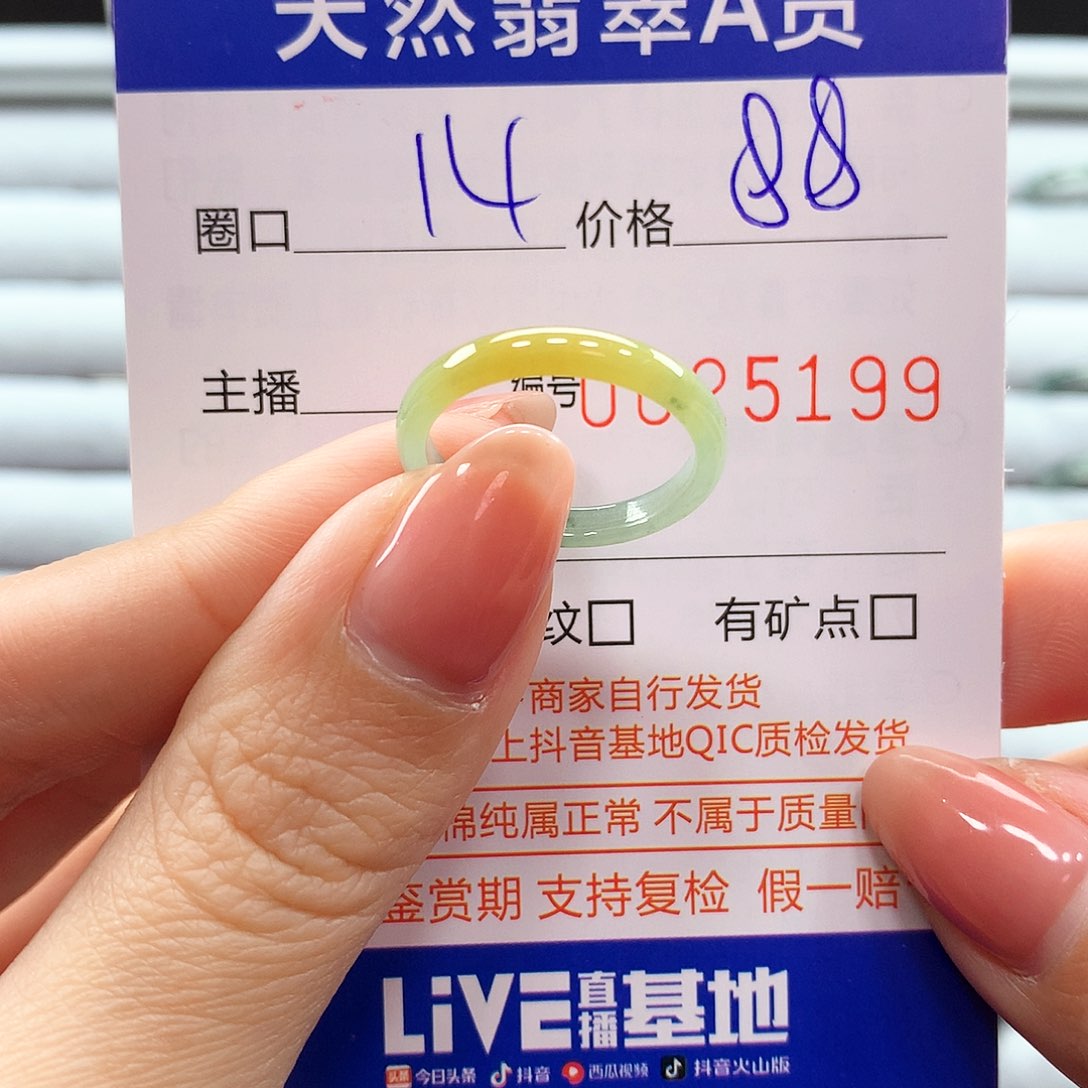 天然翡翠A货
圈口 14 价格 88
主播 编号 5199
纹□ 有矿点□
商家自行发货
上抖音基地QIC质检发货
棉纯属正常 不属于质量
鉴赏期 支持复检 假一赔
LiVE直播基地
头条 今日头条 抖音 西瓜视频 抖音火山版